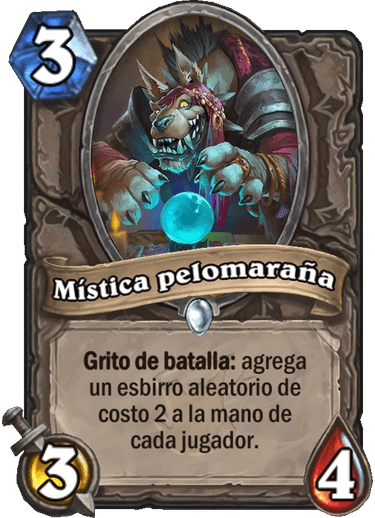 3
Mística pelomaraña
Grito de batalla: agrega
un esbirro aleatorio de
costo 2 a la mano de
cada jugador.
3
4